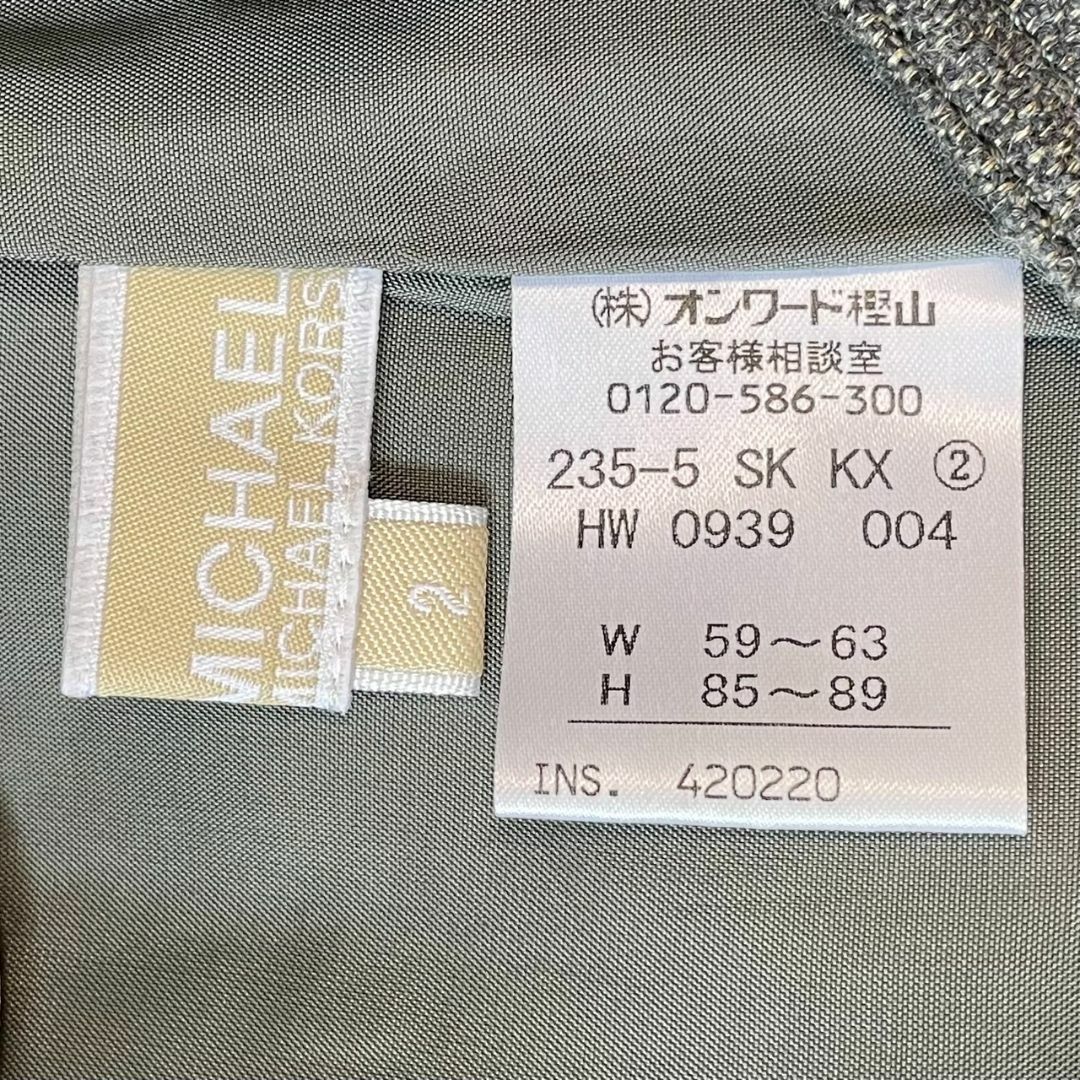 MICHAEL
MICHAEL KORS
2
(株)オンワード樫山
お客様相談室
0120-586-300
235-5 SK KX ②
HW 0939 004
W 59～63
H 85～89
INS. 420220